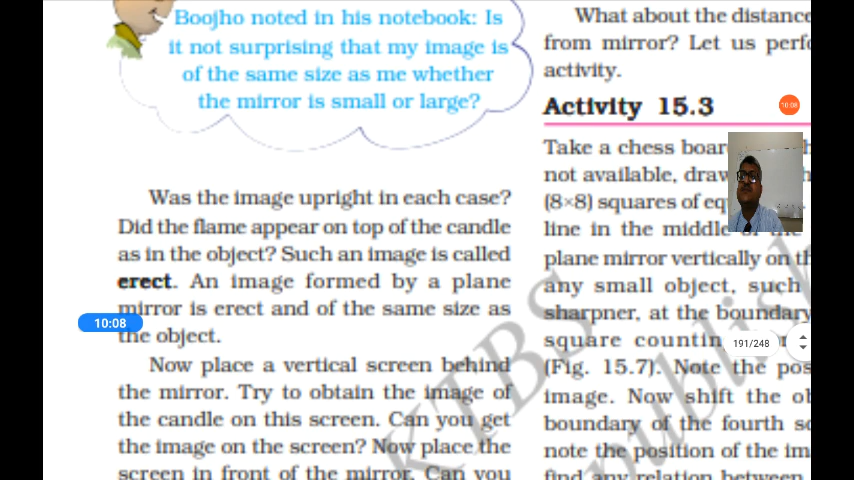 Boojho noted in his notebook: Is
it not surprising that my image is
of the same size as me whether
the mirror is small or large?
Was the image upright in each case?
Did the flame appear on top of the candle
as in the object? Such an image is called
erect. An image formed by a plane
mirror is erect and of the same size as
the object.
10:08
Now place a vertical screen behind
the mirror. Try to obtain the image of
the candle on this screen. Can you get
the image on the screen? Now place the
screen in front of the mirror. Can you
What about the distance
from mirror? Let us perf
activity.
Activity 15.3
10:08
Take a chess boar
not available, draw
(8×8) squares of eq
line in the middle of the
plane mirror vertically on th
any small object, such
sharpner, at the boundary
square countin
191/248
(Fig. 15.7). Note the pos
image. Now shift the ob
boundary of the fourth s
note the position of the im
find any relation between
KTBS
publish